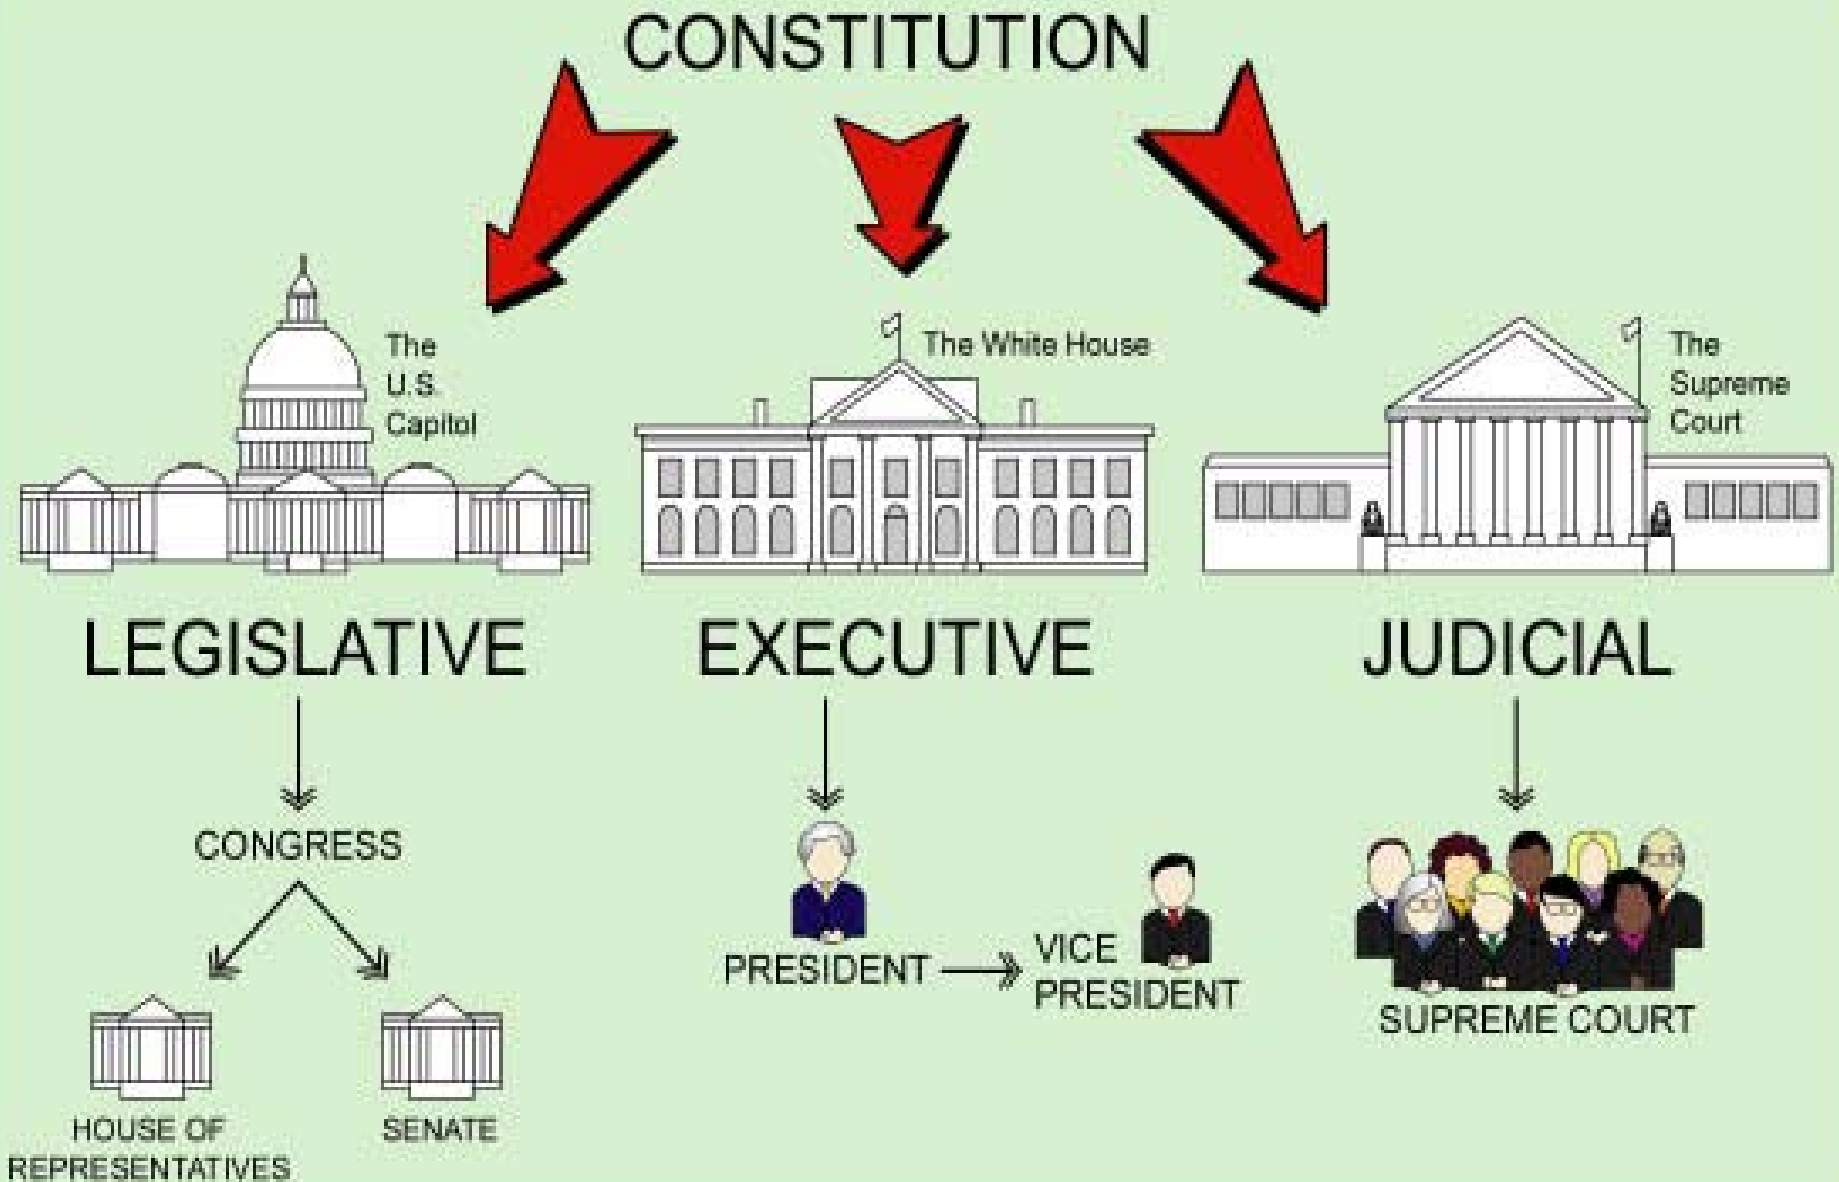 CONSTITUTION
The
U.S.
Capitol
The White House
The
Supreme
Court
LEGISLATIVE
EXECUTIVE
JUDICIAL
CONGRESS
HOUSE OF
REPRESENTATIVES
SENATE
PRESIDENT
VICE
PRESIDENT
SUPREME COURT